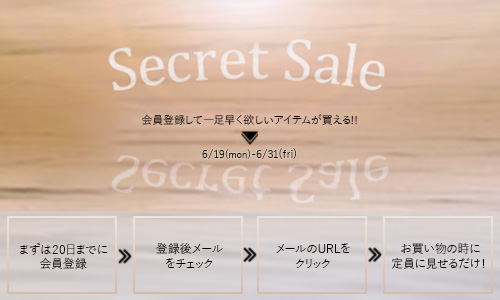 Secret Sale
会員登録して一足早く欲しいアイテムが買える!!
6/19(mon)-6/31(fri)
Secret Sale
まずは20日までに
会員登録
登録後メール
をチェック
メールのURLを
クリック
お買い物の時に
定員に見せるだけ!